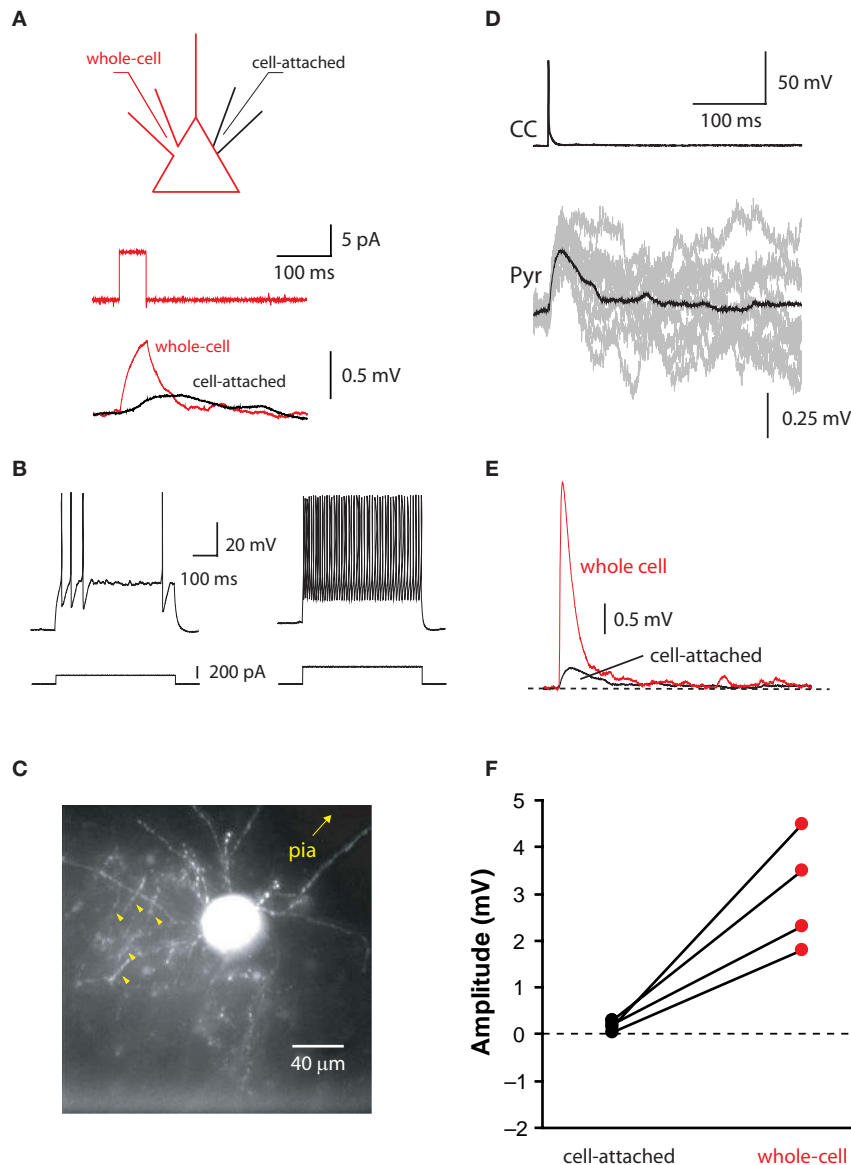 A
whole-cell
cell-attached
5 pA
100 ms
whole-cell
cell-attached
0.5 mV
B
20 mV
100 ms
200 pA
C
pia
40 μm
D
50 mV
100 ms
CC
Pyr
0.25 mV
E
whole cell
0.5 mV
cell-attached
F
Amplitude (mV)
5
4
3
2
1
0
−1
−2
cell-attached
whole-cell